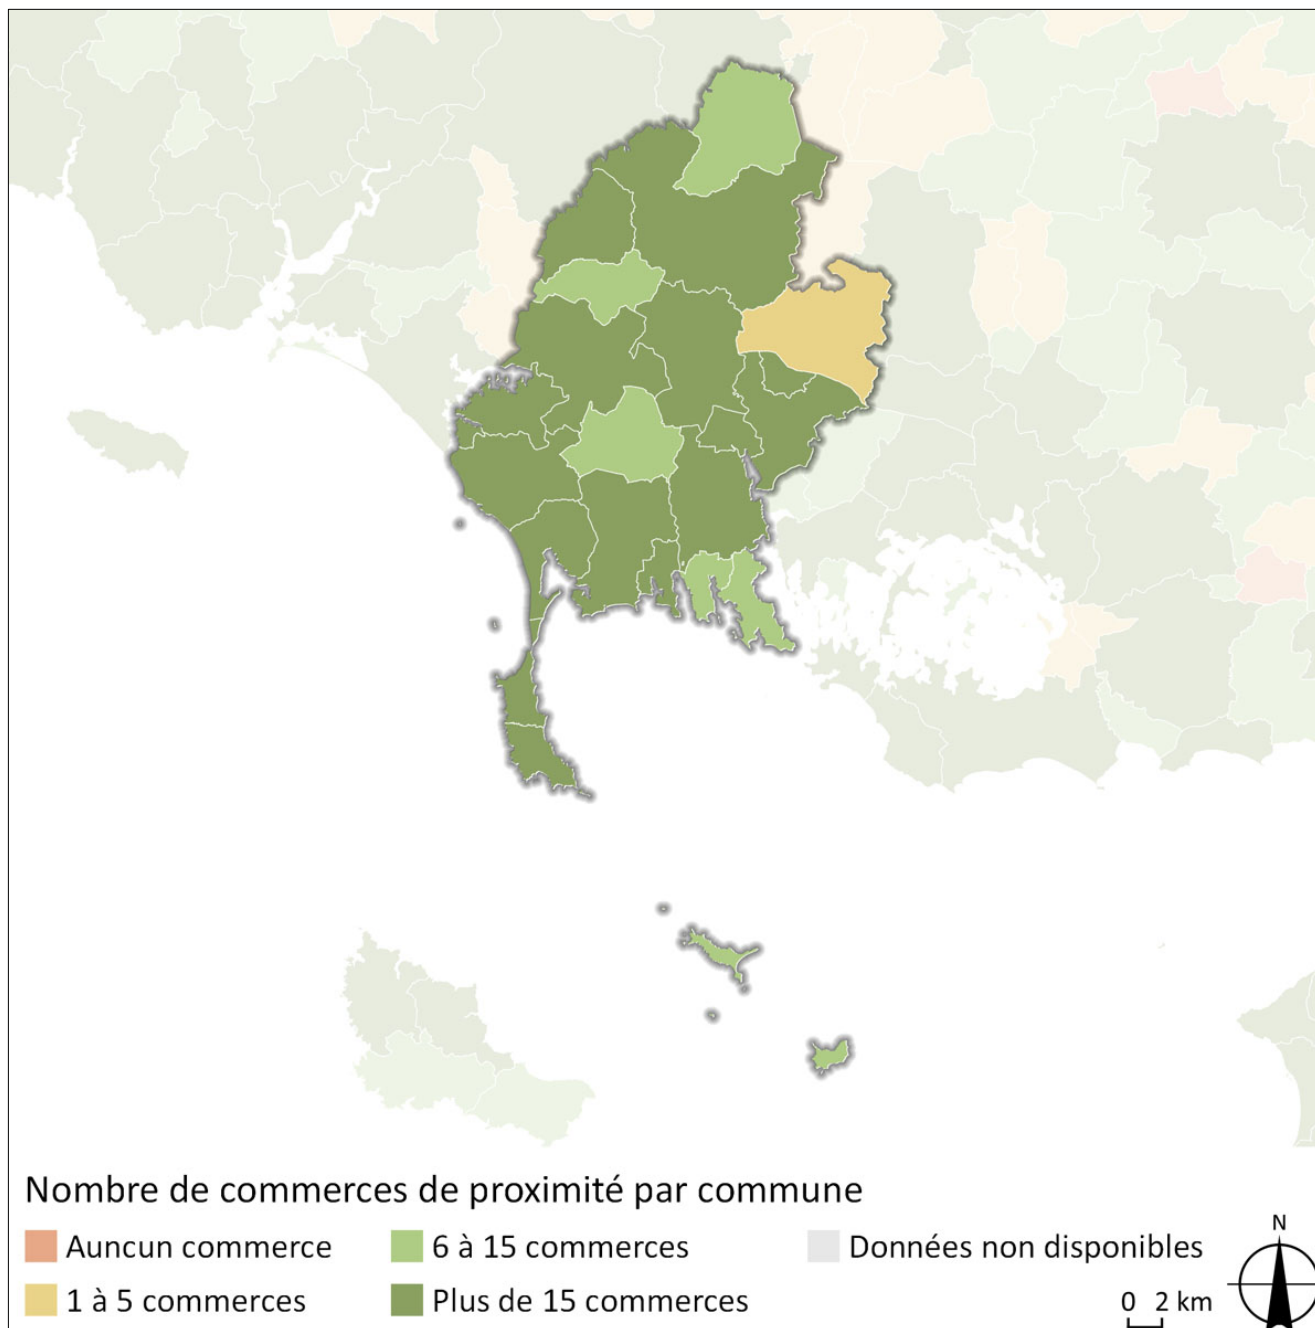 Nombre de commerces de proximité par commune
Auncun commerce
6 à 15 commerces
Données non disponibles
1 à 5 commerces
Plus de 15 commerces
0 2 km
N